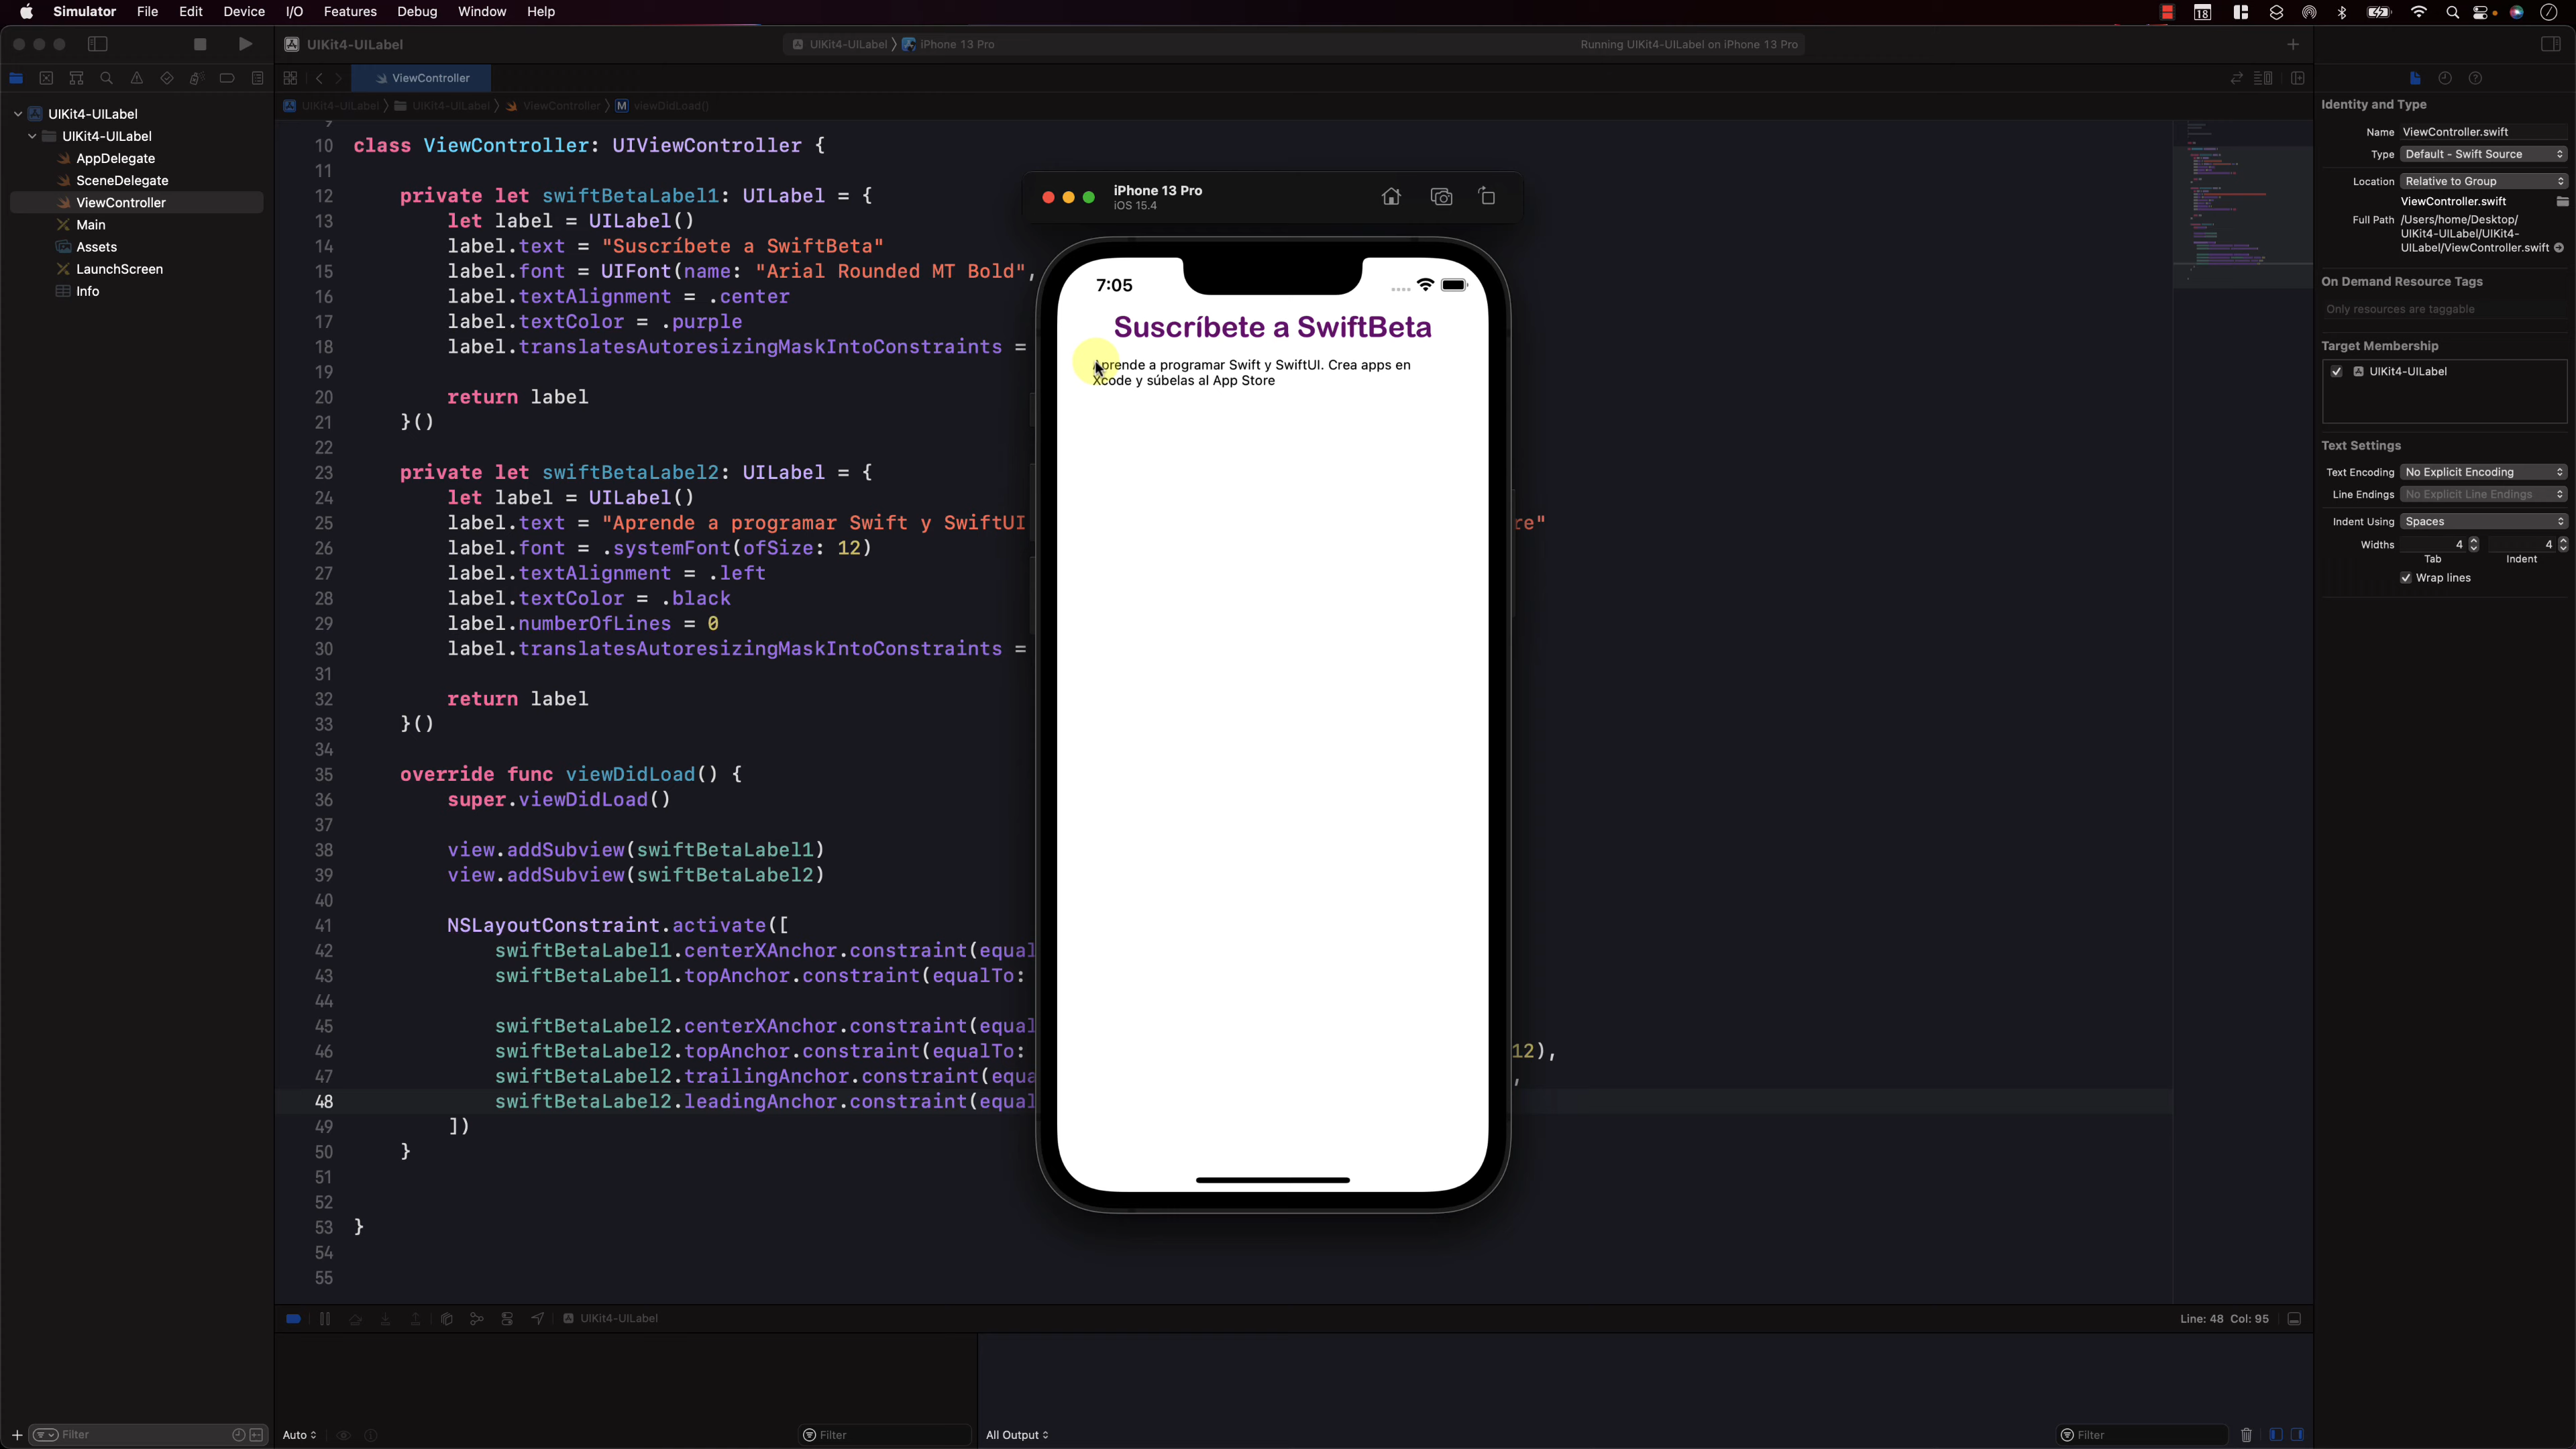 Simulator File Edit Device I/O Features Debug Window Help
18
UIKit4-UILabel
UIKit4-UILabel iPhone 13 Pro
Running UIKit4-UILabel on iPhone 13 Pro
ViewController
UIKit4-UILabel UIKit4-UILabel ViewController M viewDidLoad()
UIKit4-UILabel
UIKit4-UILabel
AppDelegate
SceneDelegate
ViewController
Main
Assets
LaunchScreen
Info
9
10 class ViewController: UIViewController {
11
12 private let swiftBetaLabel1: UILabel = {
13 let label = UILabel()
14 label.text = "Suscríbete a SwiftBeta"
15 label.font = UIFont(name: "Arial Rounded MT Bold",
16 label.textAlignment = .center
17 label.textColor = .purple
18 label.translatesAutoresizingMaskIntoConstraints =
19
20 return label
21 }()
22
23 private let swiftBetaLabel2: UILabel = {
24 let label = UILabel()
25 label.text = "Aprende a programar Swift y SwiftUI re"
26 label.font = .systemFont(ofSize: 12)
27 label.textAlignment = .left
28 label.textColor = .black
29 label.numberOfLines = 0
30 label.translatesAutoresizingMaskIntoConstraints =
31
32 return label
33 }()
34
35 override func viewDidLoad() {
36 super.viewDidLoad()
37
38 view.addSubview(swiftBetaLabel1)
39 view.addSubview(swiftBetaLabel2)
40
41 NSLayoutConstraint.activate([
42 swiftBetaLabel1.centerXAnchor.constraint(equal
43 swiftBetaLabel1.topAnchor.constraint(equalTo:
44
45 swiftBetaLabel2.centerXAnchor.constraint(equal
46 swiftBetaLabel2.topAnchor.constraint(equalTo: 12),
47 swiftBetaLabel2.trailingAnchor.constraint(equa ,
48 swiftBetaLabel2.leadingAnchor.constraint(equal
49 ])
50 }
51
52
53 }
54
55
iPhone 13 Pro
iOS 15.4
7:05
Suscríbete a SwiftBeta
Aprende a programar Swift y SwiftUI. Crea apps en
Xcode y súbelas al App Store
Identity and Type
Name ViewController.swift
Type Default - Swift Source
Location Relative to Group
ViewController.swift
Full Path /Users/home/Desktop/
UIKit4-UILabel/UIKit4-
UILabel/ViewController.swift
On Demand Resource Tags
Only resources are taggable
Target Membership
UIKit4-UILabel
Text Settings
Text Encoding No Explicit Encoding
Line Endings No Explicit Line Endings
Indent Using Spaces
Widths 4 4
Tab Indent
Wrap lines
UIKit4-UILabel
Line: 48 Col: 95
Filter
Auto
Filter
All Output
Filter